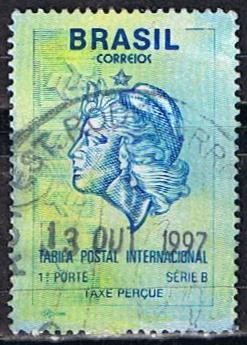 BRASIL
CORREIOS
13 OUT 1997
TARIFA POSTAL INTERNACIONAL
1º PORTE SÉRIE B
TAXE PERÇUE